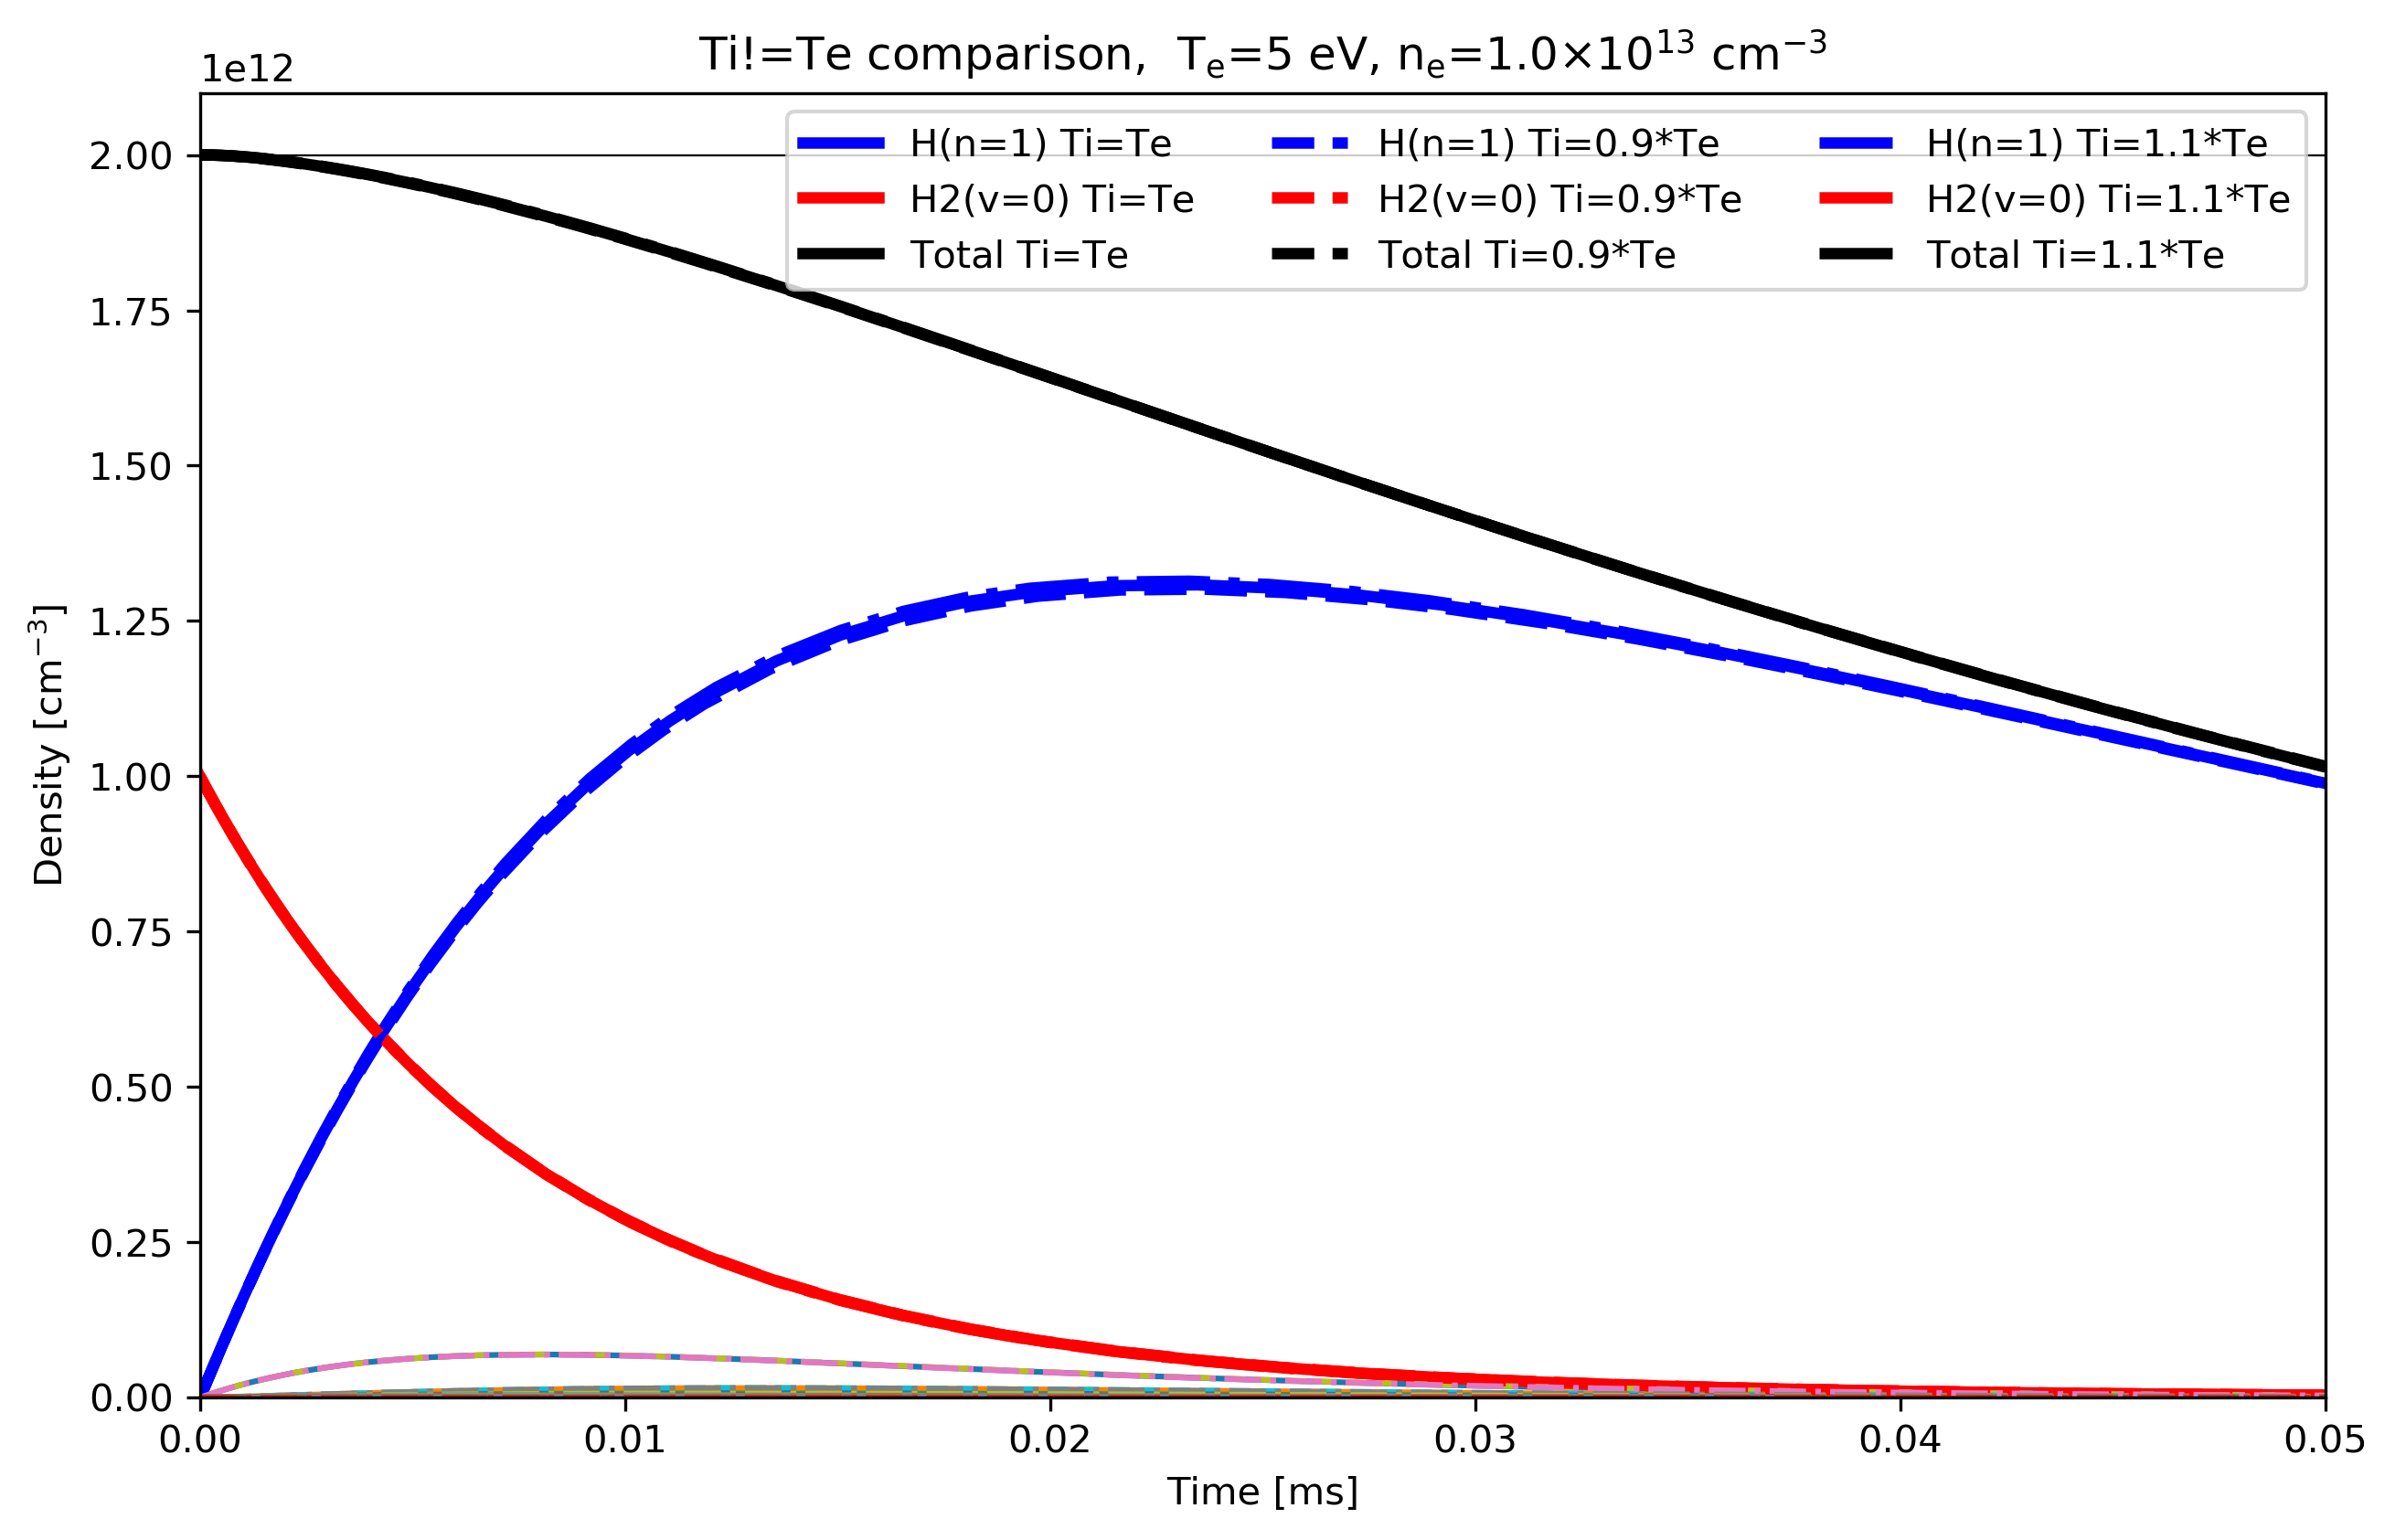 Ti!=Te comparison, Tₑ=5 eV, nₑ=1.0×10¹³ cm⁻³
1e12
H(n=1) Ti=Te
H2(v=0) Ti=Te
Total Ti=Te
H(n=1) Ti=0.9*Te
H2(v=0) Ti=0.9*Te
Total Ti=0.9*Te
H(n=1) Ti=1.1*Te
H2(v=0) Ti=1.1*Te
Total Ti=1.1*Te
2.00
1.75
1.50
1.25
1.00
0.75
0.50
0.25
0.00
Density [cm⁻³]
0.00 0.01 0.02 0.03 0.04 0.05
Time [ms]